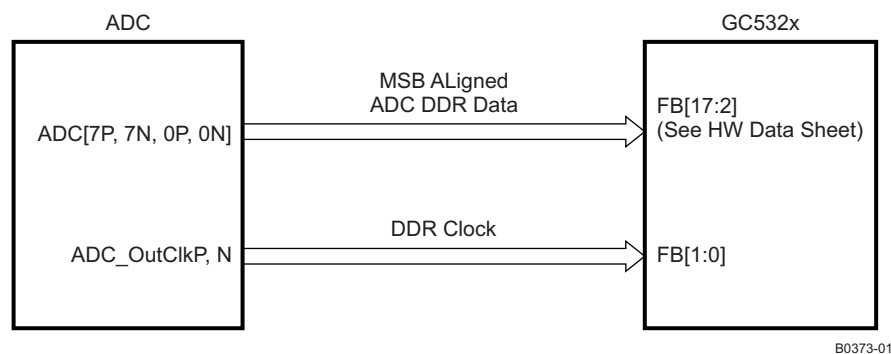 ADC
GC532x
MSB ALigned
ADC DDR Data
ADC[7P, 7N, 0P, 0N]
FB[17:2]
(See HW Data Sheet)
DDR Clock
ADC_OutClkP, N
FB[1:0]
B0373-01